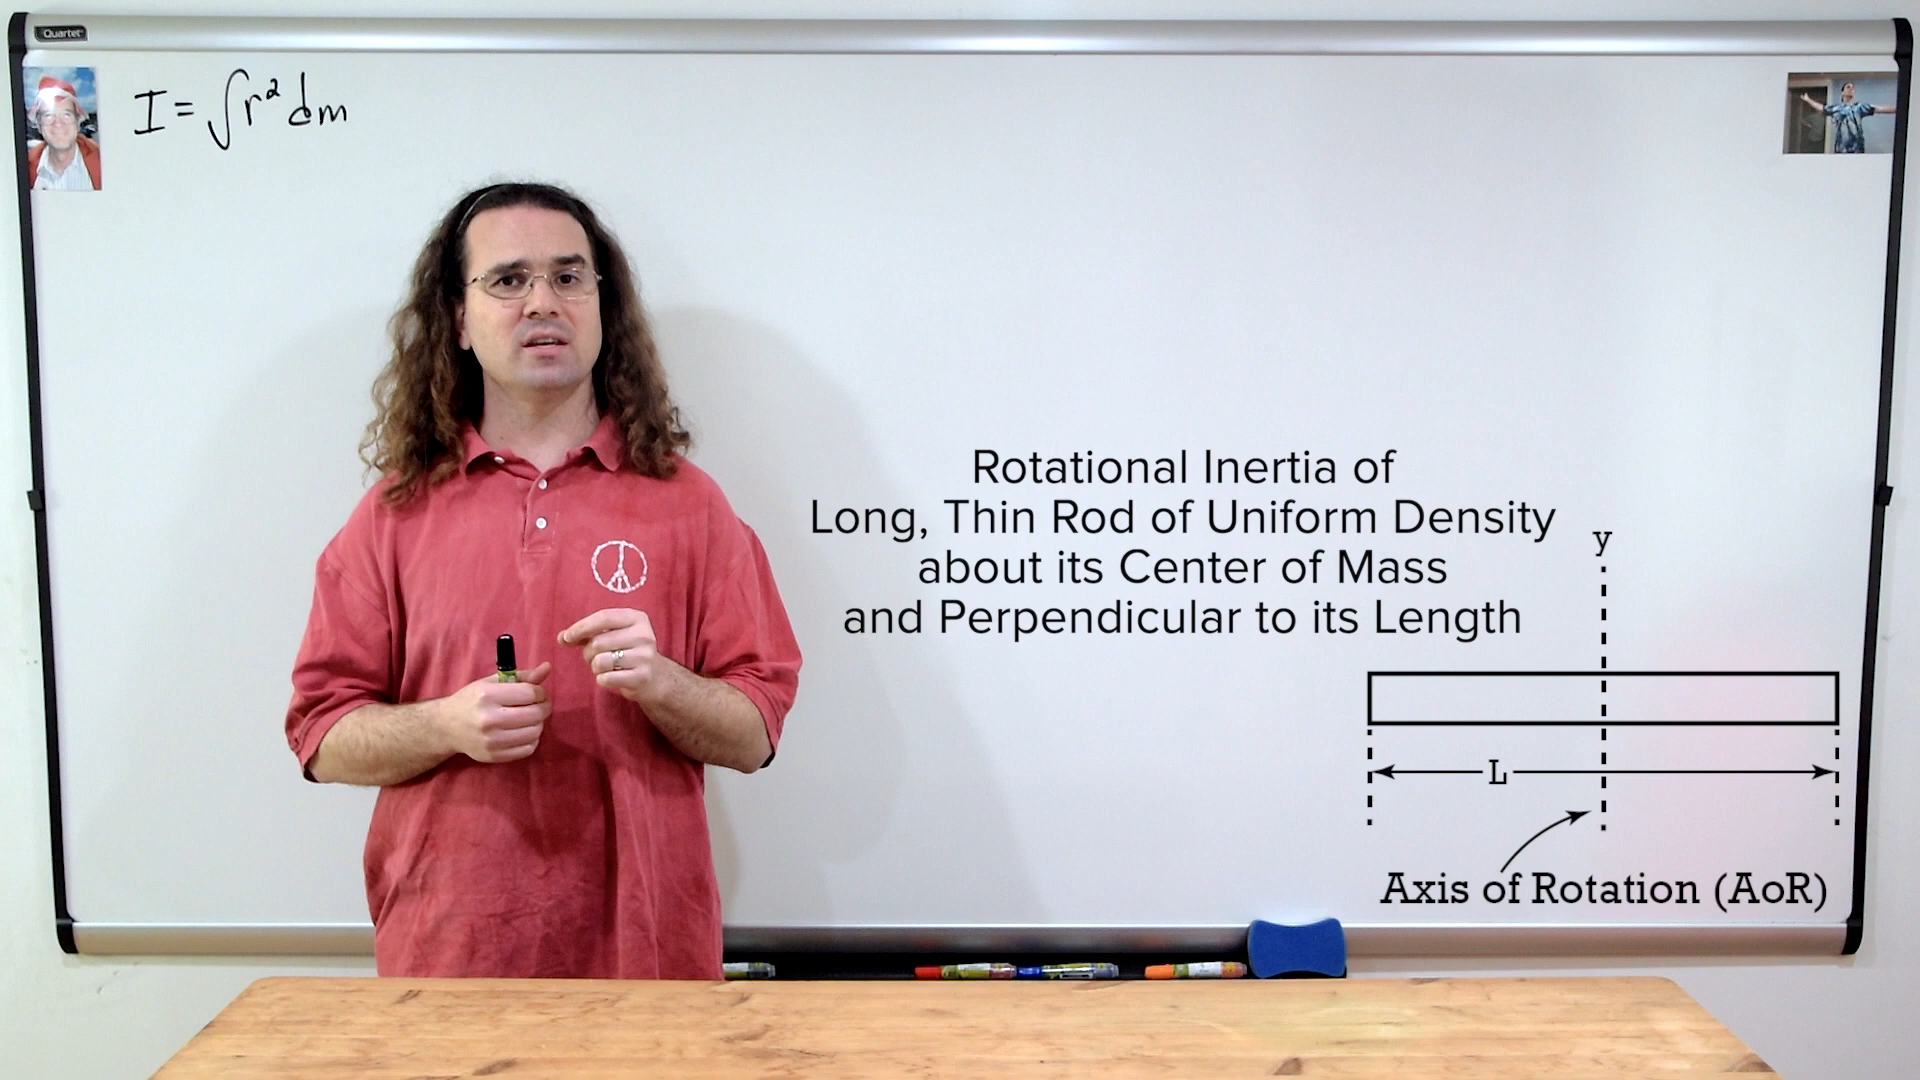 Quartet
I = ∫r² dm
Rotational Inertia of
Long, Thin Rod of Uniform Density
about its Center of Mass
and Perpendicular to its Length
y
L
Axis of Rotation (AoR)